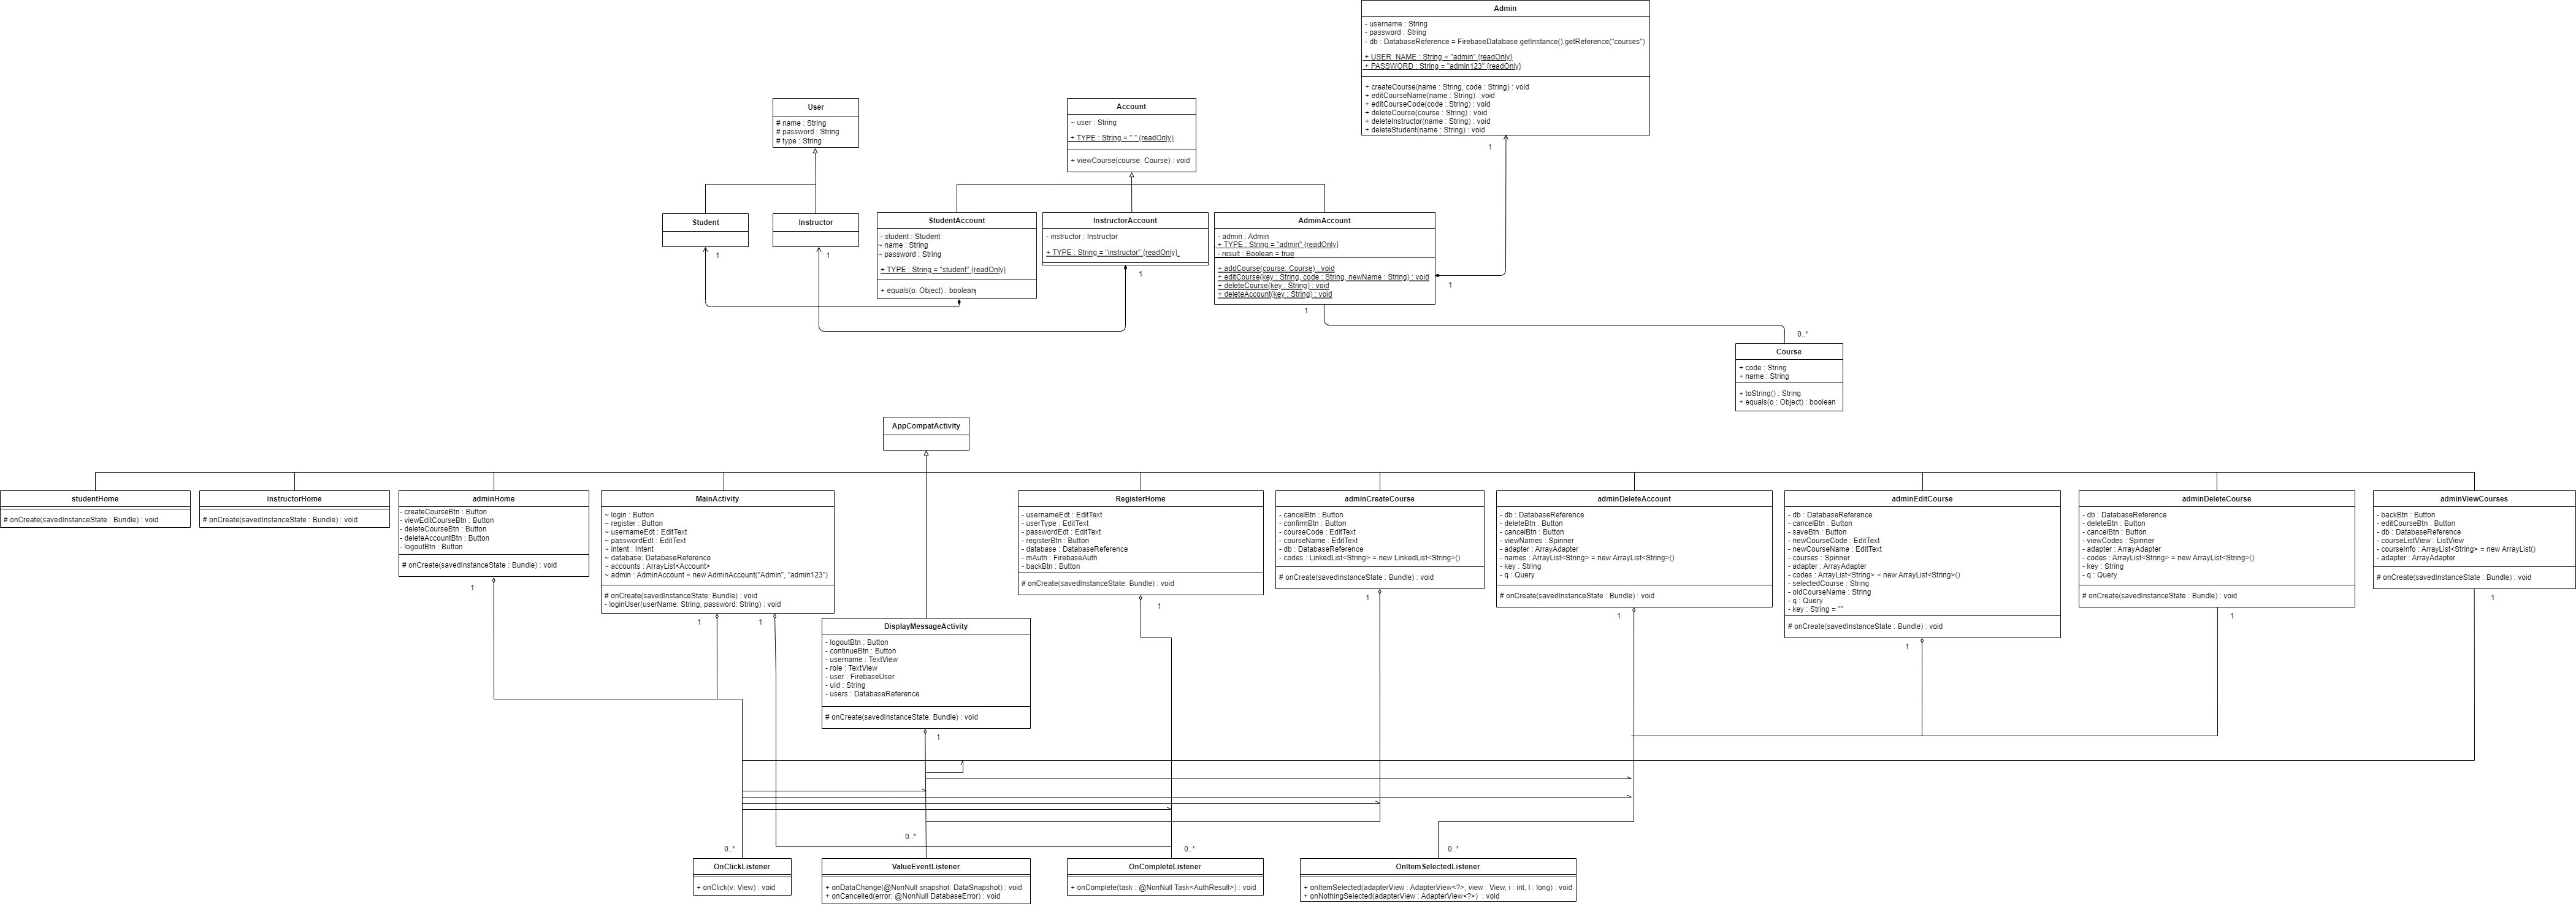 Admin
- username : String
- password : String
- db : DatabaseReference = FirebaseDatabase.getInstance().getReference("courses")
+ USER_NAME : String = "admin" {readOnly}
+ PASSWORD : String = "admin123" {readOnly}
+ createCourse(name : String, code : String) : void
+ editCourseName(name : String) : void
+ editCourseCode(code : String) : void
+ deleteCourse(course : String) : void
+ deleteInstructor(name : String) : void
+ deleteStudent(name : String) : void
1
User
# name : String
# password : String
# type : String
Account
~ user : String
+ TYPE : String = " " {readOnly}
+ viewCourse(course: Course) : void
Student
1
Instructor
1
StudentAccount
- student : Student
~ name : String
~ password : String
+ TYPE : String = "student" {readOnly}
+ equals(o: Object) : boolean
InstructorAccount
- instructor : Instructor
+ TYPE : String = "instructor" {readOnly}
1
AdminAccount
- admin : Admin
+ TYPE : String = "admin" {readOnly}
- result : Boolean = true
+ addCourse(course: Course) : void
+ editCourse(key : String, code : String, newName : String) : void
+ deleteCourse(key : String) : void
+ deleteAccount(key : String) : void
1
1
0..*
Course
+ code : String
+ name : String
+ toString() : String
+ equals(o : Object) : boolean
AppCompatActivity
studentHome
# onCreate(savedInstanceState : Bundle) : void
instructorHome
# onCreate(savedInstanceState : Bundle) : void
adminHome
- createCourseBtn : Button
- viewEditCourseBtn : Button
- deleteCourseBtn : Button
- deleteAccountBtn : Button
- logoutBtn : Button
# onCreate(savedInstanceState : Bundle) : void
1
MainActivity
~ login : Button
~ register : Button
~ usernameEdt : EditText
~ passwordEdt : EditText
~ intent : Intent
~ database : DatabaseReference
~ accounts : ArrayList<Account>
~ admin : AdminAccount = new AdminAccount("Admin", "admin123")
# onCreate(savedInstanceState: Bundle) : void
- loginUser(userName: String, password: String) : void
1
1
DisplayMessageActivity
- logoutBtn : Button
- continueBtn : Button
- username : TextView
- role : TextView
- user : FirebaseUser
- uId : String
- users : DatabaseReference
# onCreate(savedInstanceState: Bundle) : void
1
RegisterHome
- usernameEdt : EditText
- userType : EditText
- passwordEdt : EditText
- registerBtn : Button
- database : DatabaseReference
- mAuth : FirebaseAuth
- backBtn : Button
# onCreate(savedInstanceState: Bundle) : void
1
adminCreateCourse
- cancelBtn : Button
- confirmBtn : Button
- courseCode : EditText
- courseName : EditText
- db : DatabaseReference
- codes : LinkedList<String> = new LinkedList<String>()
# onCreate(savedInstanceState : Bundle) : void
1
adminDeleteAccount
- db : DatabaseReference
- deleteBtn : Button
- cancelBtn : Button
- viewNames : Spinner
- adapter : ArrayAdapter
- names : ArrayList<String> = new ArrayList<String>()
- key : String
- q : Query
# onCreate(savedInstanceState : Bundle) : void
1
adminEditCourse
- db : DatabaseReference
- cancelBtn : Button
- saveBtn : Button
- newCourseCode : EditText
- newCourseName : EditText
- adapter : ArrayAdapter
- codes : ArrayList<String> = new ArrayList<String>()
- courses : Spinner
- selectedCourse : String
- oldCourseName : String
- q : Query
- key : String = ""
# onCreate(savedInstanceState : Bundle) : void
1
adminDeleteCourse
- db : DatabaseReference
- deleteBtn : Button
- cancelBtn : Button
- viewCodes : Spinner
- adapter : ArrayAdapter
- codes : ArrayList<String> = new ArrayList<String>()
- key : String
- q : Query
# onCreate(savedInstanceState : Bundle) : void
1
adminViewCourses
- backBtn : Button
- editCourseBtn : Button
- db : DatabaseReference
- courseListView : ListView
- courseInfo : ArrayList<String> = new ArrayList()
- adapter : ArrayAdapter
# onCreate(savedInstanceState : Bundle) : void
1
0..*
OnClickListener
+ onClick(v: View) : void
0..*
ValueEventListener
+ onDataChange(@NonNull snapshot: DataSnapshot) : void
+ onCancelled(error: @NonNull DatabaseError) : void
0..*
OnCompleteListener
+ onComplete(task : @NonNull Task<AuthResult>) : void
0..*
OnItemSelectedListener
+ onItemSelected(adapterView : AdapterView<?>, view : View, i : int, l : long) : void
+ onNothingSelected(adapterView : AdapterView<?>) : void